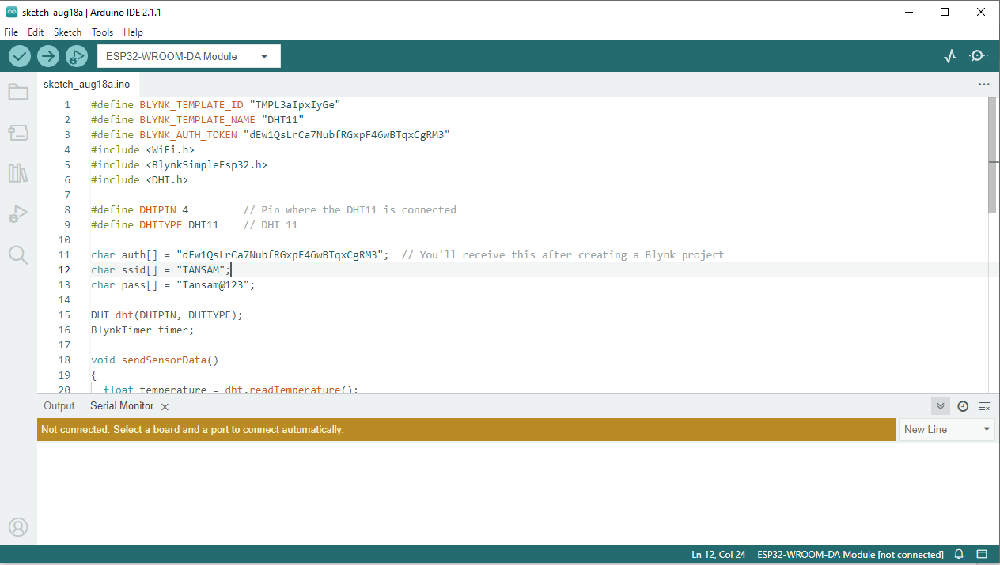 sketch_aug18a | Arduino IDE 2.1.1
File Edit Sketch Tools Help
ESP32-WROOM-DA Module
sketch_aug18a.ino
1 #define BLYNK_TEMPLATE_ID "TMPL3aIpxIyGe"
2 #define BLYNK_TEMPLATE_NAME "DHT11"
3 #define BLYNK_AUTH_TOKEN "dEw1QsLrCa7NubfRGxpF46wBTqxCgRM3"
4 #include <WiFi.h>
5 #include <BlynkSimpleEsp32.h>
6 #include <DHT.h>
7
8 #define DHTPIN 4 // Pin where the DHT11 is connected
9 #define DHTTYPE DHT11 // DHT 11
10
11 char auth[] = "dEw1QsLrCa7NubfRGxpF46wBTqxCgRM3"; // You'll receive this after creating a Blynk project
12 char ssid[] = "TANSAM";
13 char pass[] = "Tansam@123";
14
15 DHT dht(DHTPIN, DHTTYPE);
16 BlynkTimer timer;
17
18 void sendSensorData()
19 {
20 float temperature = dht.readTemperature();
Output Serial Monitor
Not connected. Select a board and a port to connect automatically.
New Line
Ln 12, Col 24 ESP32-WROOM-DA Module [not connected]